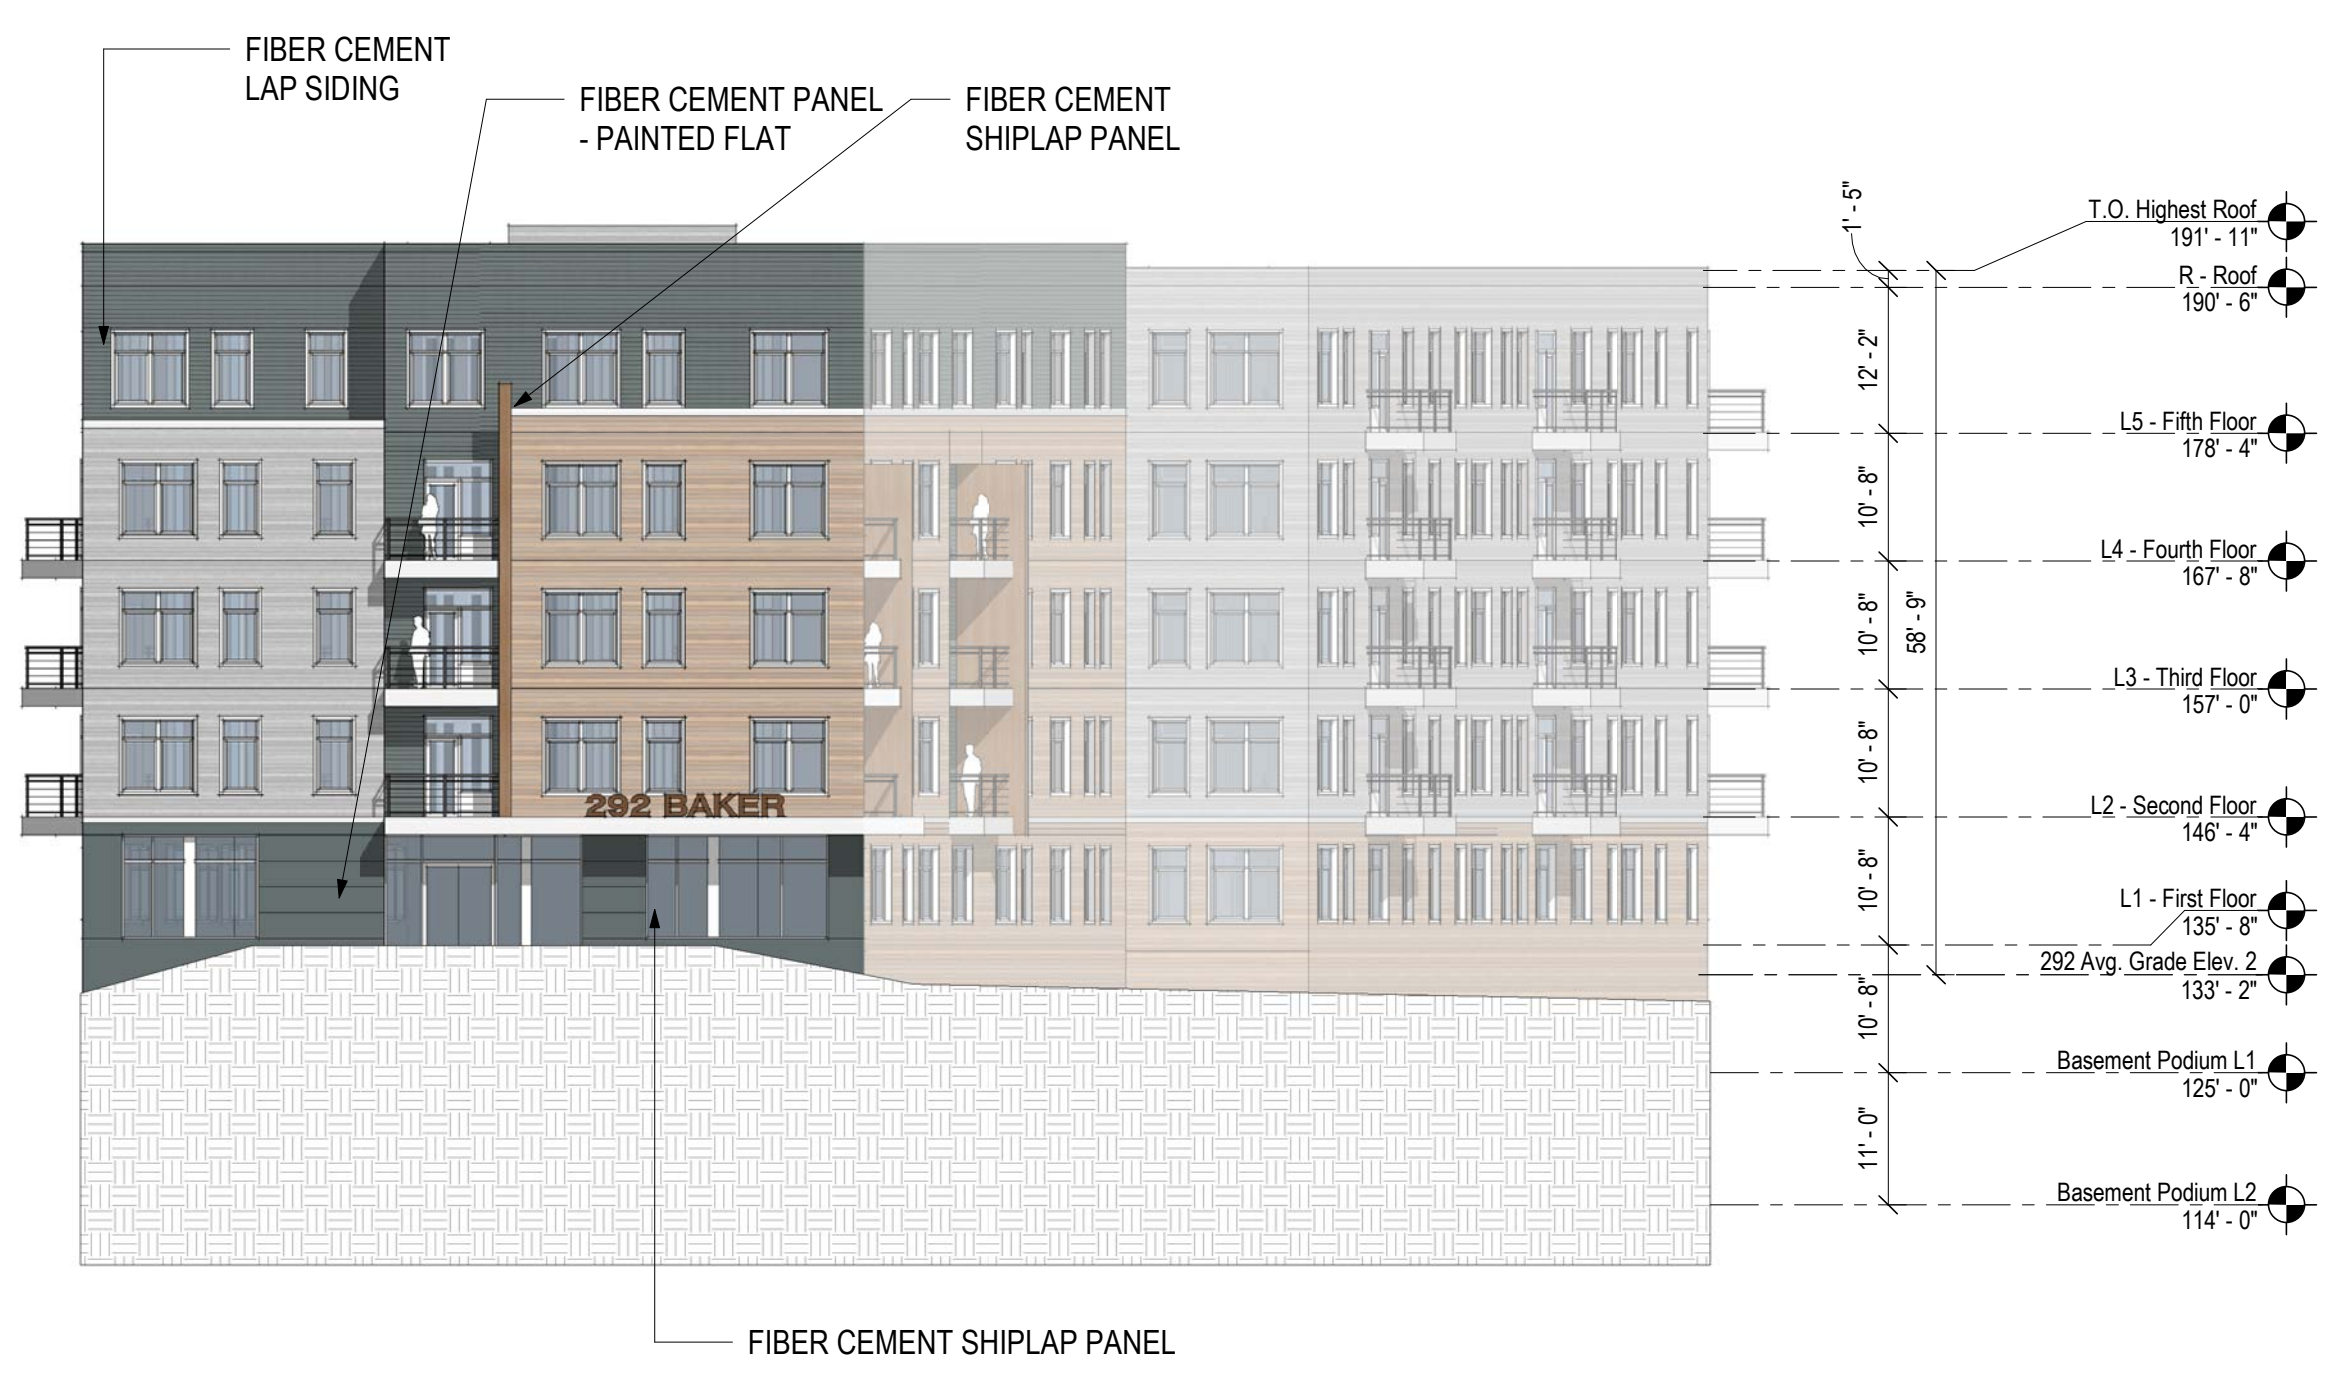 FIBER CEMENT
LAP SIDING
FIBER CEMENT PANEL
- PAINTED FLAT
FIBER CEMENT
SHIPLAP PANEL
1' - 5"
T.O. Highest Roof
191' - 11"
R - Roof
190' - 6"
12' - 2"
L5 - Fifth Floor
178' - 4"
10' - 8"
L4 - Fourth Floor
167' - 8"
10' - 8"
58' - 9"
L3 - Third Floor
157' - 0"
10' - 8"
292 BAKER
L2 - Second Floor
146' - 4"
10' - 8"
L1 - First Floor
135' - 8"
292 Avg. Grade Elev. 2
133' - 2"
10' - 8"
Basement Podium L1
125' - 0"
11' - 0"
Basement Podium L2
114' - 0"
FIBER CEMENT SHIPLAP PANEL